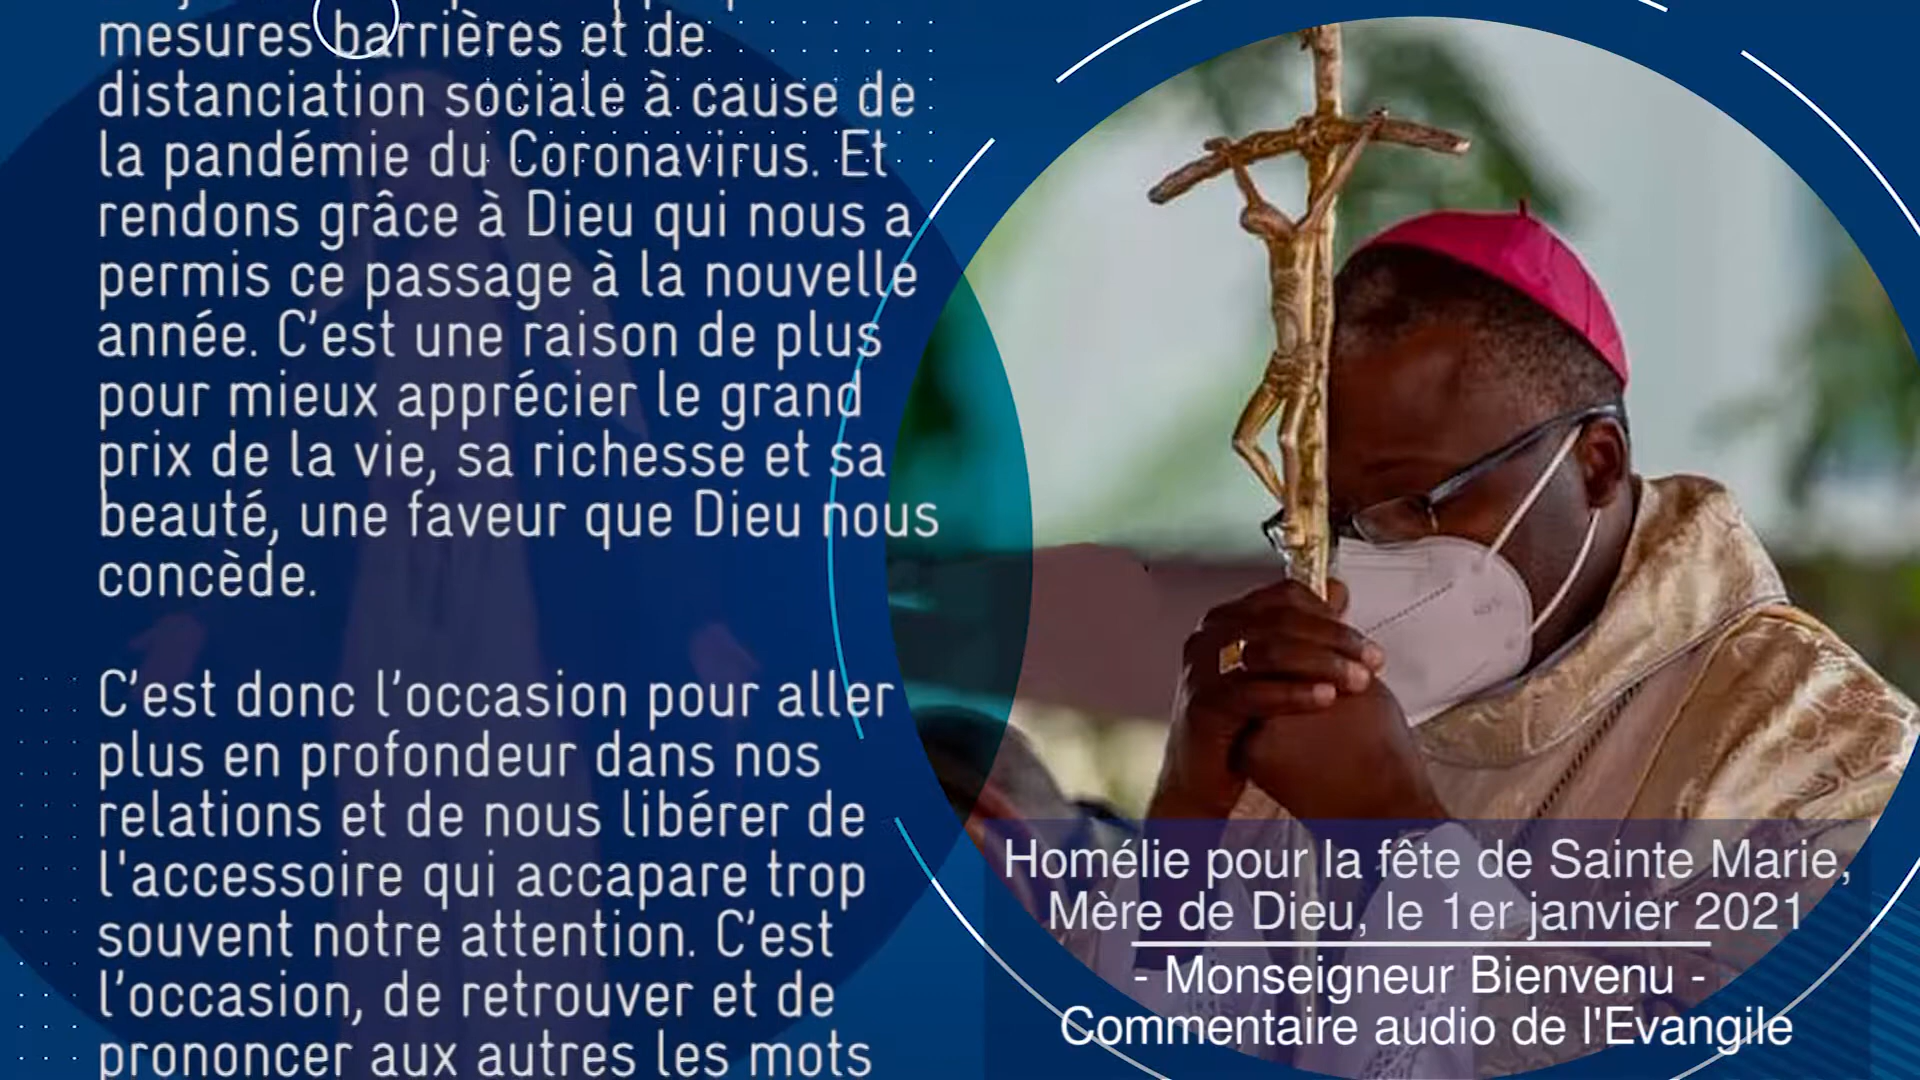 mesures barrières et de
distanciation sociale à cause de
la pandémie du Coronavirus. Et
rendons grâce à Dieu qui nous a
permis ce passage à la nouvelle
année. C’est une raison de plus
pour mieux apprécier le grand
prix de la vie, sa richesse et sa
beauté, une faveur que Dieu nous
concède.
C’est donc l’occasion pour aller
plus en profondeur dans nos
relations et de nous libérer de
l'accessoire qui accapare trop
souvent notre attention. C’est
l’occasion, de retrouver et de
prononcer aux autres les mots
Homélie pour la fête de Sainte Marie,
Mère de Dieu, le 1er janvier 2021
- Monseigneur Bienvenu -
Commentaire audio de l'Evangile